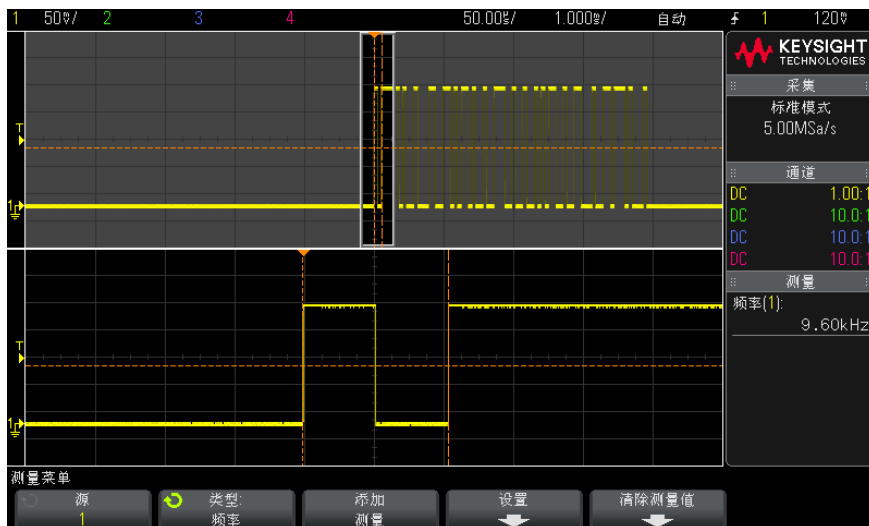 1 50㎷/ 2 3 4 50.00㎲/ 1.000㎳/ 自动 1 120㎷
KEYSIGHT
TECHNOLOGIES
采集
标准模式
5.00MSa/s
通道
DC 1.00:1
DC 10.0:1
DC 10.0:1
DC 10.0:1
测量
频率(1):
9.60kHz
T
1
T
1
测量菜单
源
1
类型:
频率
添加
测量
设置
清除测量值